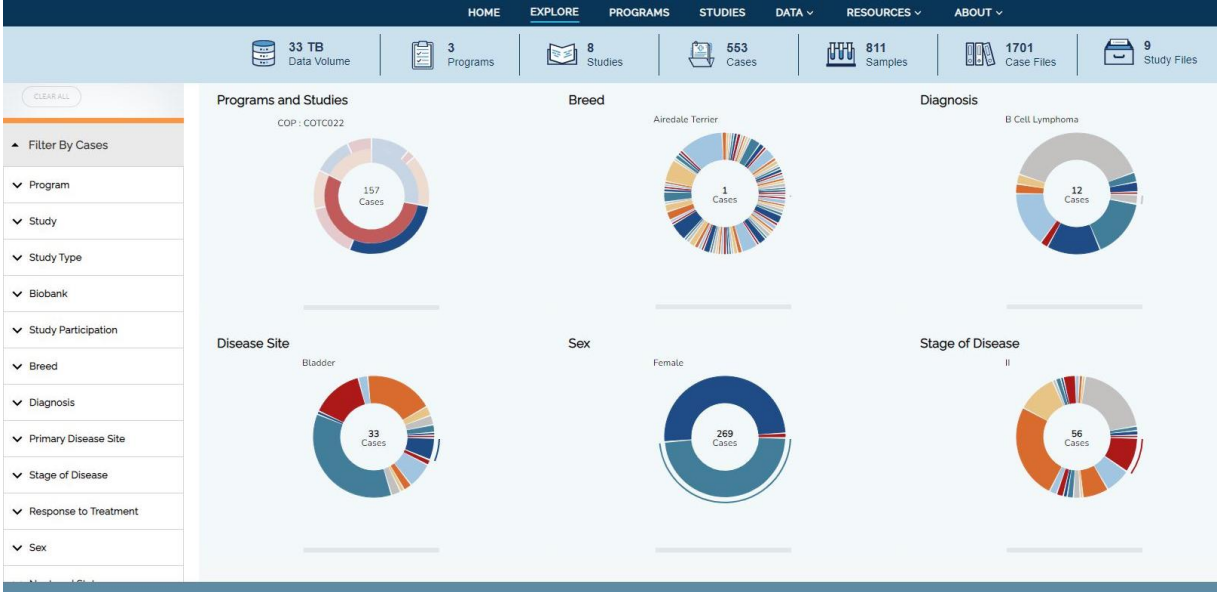 HOME EXPLORE PROGRAMS STUDIES DATA RESOURCES ABOUT
33 TB
Data Volume
3
Programs
8
Studies
553
Cases
811
Samples
1701
Case Files
9
Study Files
CLEAR ALL
Filter By Cases
Program
Study
Study Type
Biobank
Study Participation
Breed
Diagnosis
Primary Disease Site
Stage of Disease
Response to Treatment
Sex
Programs and Studies
COP : COTC022
157
Cases
Breed
Airedale Terrier
1
Cases
Diagnosis
B Cell Lymphoma
12
Cases
Disease Site
Bladder
33
Cases
Sex
Female
269
Cases
Stage of Disease
II
56
Cases